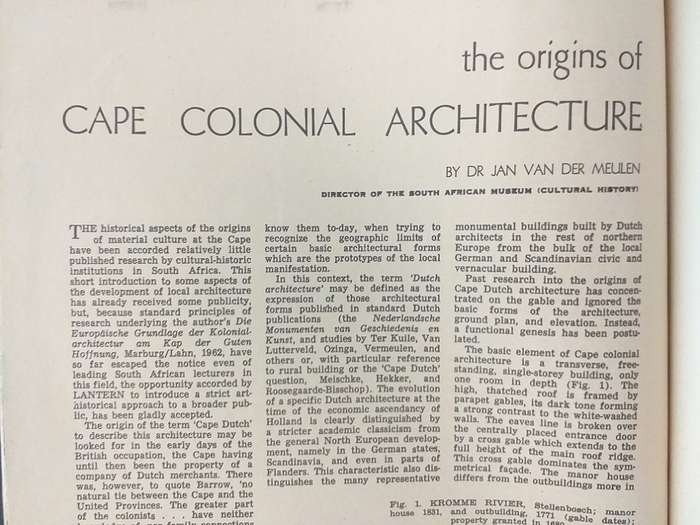 the origins of
CAPE COLONIAL ARCHITECTURE
BY DR JAN VAN DER MEULEN
DIRECTOR OF THE SOUTH AFRICAN MUSEUM (CULTURAL HISTORY)
THE historical aspects of the origins
of material culture at the Cape
have been accorded relatively little
published research by cultural-historic
institutions in South Africa. This
short introduction to some aspects of
the development of local architecture
has already received some publicity,
but, because standard principles of
research underlying the author's Die
Europäische Grundlage der Kolonial-
architectur am Kap der Guten
Hoffnung, Marburg/Lahn, 1962, have
so far escaped the notice even of
leading South African lecturers in
this field, the opportunity accorded by
LANTERN to introduce a strict art-
historical approach to a broader pub-
lic, has been gladly accepted.
The origin of the term 'Cape Dutch'
to describe this architecture may be
looked for in the early days of the
British occupation, the Cape having
until then been the property of a
company of Dutch merchants. There
was, however, to quote Barrow, 'no
natural tie between the Cape and the
United Provinces. The greater part
of the colonists . . . have neither
know them to-day, when trying to
recognize the geographic limits of
certain basic architectural forms
which are the prototypes of the local
manifestation.
In this context, the term 'Dutch
architecture' may be defined as the
expression of those architectural
forms published in standard Dutch
publications (the Nederlandsche
Monumenten van Geschiedenis en
Kunst, and studies by Ter Kuile, Van
Lutterveld, Ozinga, Vermeulen, and
others or, with particular reference
to rural building or the 'Cape Dutch'
question, Meischke, Hekker, and
Roosegaarde-Bisschop). The evolution
of a specific Dutch architecture at the
time of the economic ascendancy of
Holland is clearly distinguished by
a stricter academic classicism from
the general North European develop-
ment, namely in the German states,
Scandinavia, and even in parts of
Flanders. This characteristic also dis-
tinguishes the many representative
monumental buildings built by Dutch
architects in the rest of northern
Europe from the bulk of the local
German and Scandinavian civic and
vernacular building.
Past research into the origins of
Cape Dutch architecture has concen-
trated on the gable and ignored the
basic forms of the architecture,
ground plan, and elevation. Instead,
a functional genesis has been postu-
lated.
The basic element of Cape colonial
architecture is a transverse, free-
standing, single-storey building, only
one room in depth (Fig. 1). The
high, thatched roof is framed by
parapet gables, its dark tone forming
a strong contrast to the white-washed
walls. The eaves line is broken over
the centrally placed entrance door
by a cross gable which extends to the
full height of the main roof ridge.
This cross gable dominates the sym-
metrical façade. The manor house
differs from the outbuildings more in
Fig. 1. KROMME RIVIER, Stellenbosch; manor
house 1831, and outbuilding, 1771 (gable dates);
property granted in